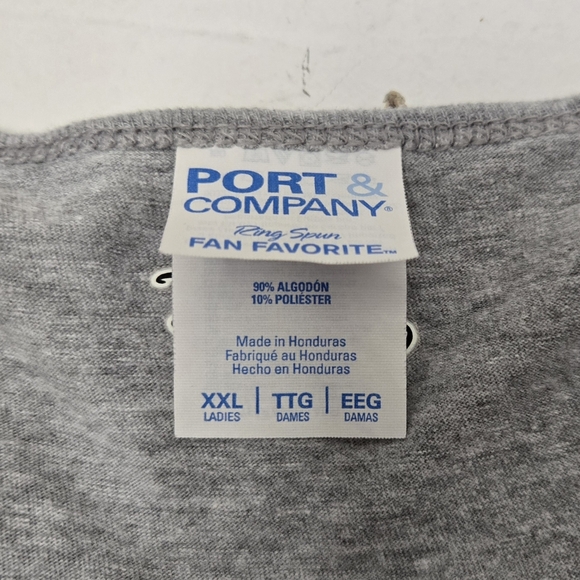 PORT &
COMPANY®
Ring Spun
FAN FAVORITE™
90% ALGODÓN
10% POLIÉSTER
Made in Honduras
Fabriqué au Honduras
Hecho en Honduras
XXL | TTG | EEG
LADIES DAMES DAMAS